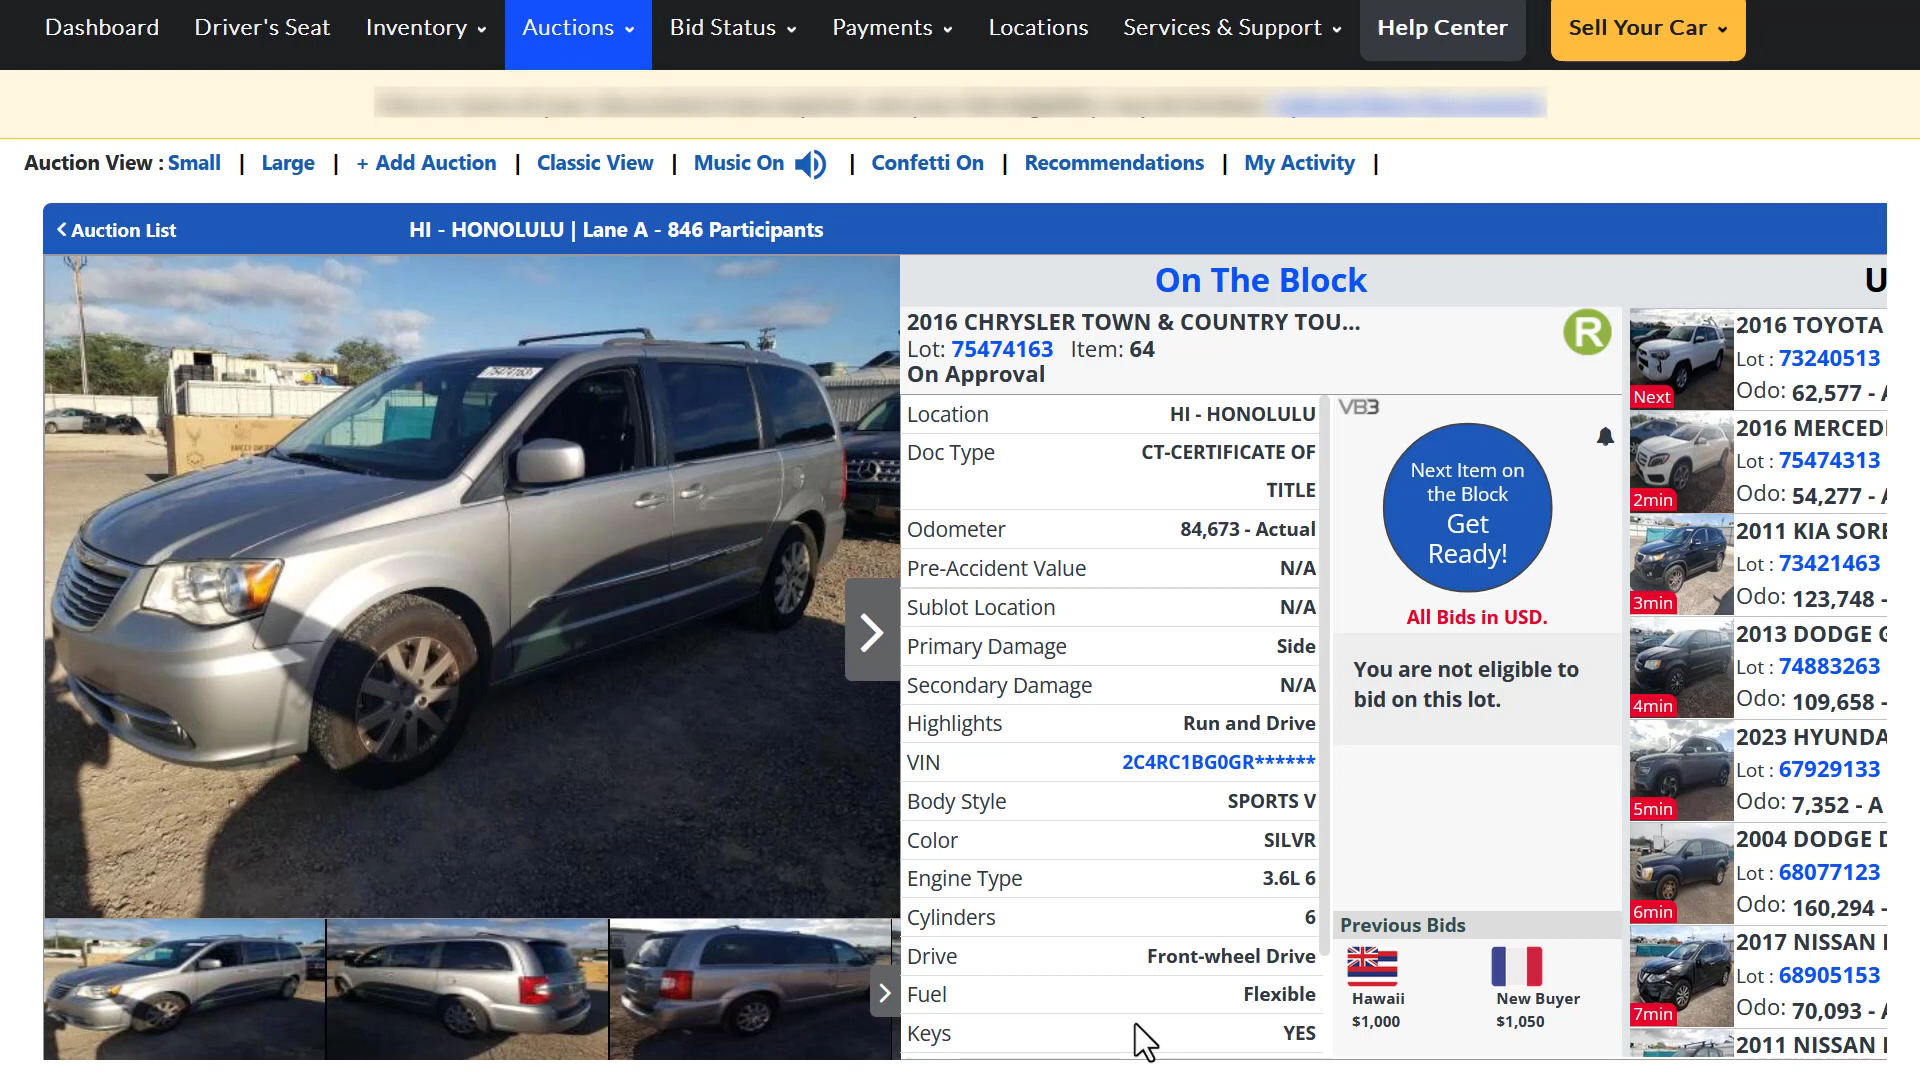 Dashboard Driver's Seat Inventory Auctions Bid Status Payments Locations Services & Support Help Center Sell Your Car
Auction View : Small | Large | + Add Auction | Classic View | Music On | Confetti On | Recommendations | My Activity |
Auction List HI - HONOLULU | Lane A - 846 Participants
On The Block
U
2016 CHRYSLER TOWN & COUNTRY TOU...
Lot: 75474163 Item: 64
On Approval
R
75474163
Location HI - HONOLULU
Doc Type CT-CERTIFICATE OF
TITLE
Odometer 84,673 - Actual
Pre-Accident Value N/A
Sublot Location N/A
Primary Damage Side
Secondary Damage N/A
Highlights Run and Drive
VIN 2C4RC1BG0GR******
Body Style SPORTS V
Color SILVR
Engine Type 3.6L 6
Cylinders 6
Drive Front-wheel Drive
Fuel Flexible
Keys YES
VB3
Next Item on
the Block
Get
Ready!
All Bids in USD.
You are not eligible to
bid on this lot.
Previous Bids
Hawaii
$1,000
New Buyer
$1,050
2016 TOYOTA
Lot : 73240513
Odo: 62,577 - A
Next
2016 MERCED
Lot : 75474313
Odo: 54,277 - A
2min
2011 KIA SORE
Lot : 73421463
Odo: 123,748 -
3min
2013 DODGE G
Lot : 74883263
Odo: 109,658 -
4min
2023 HYUNDA
Lot : 67929133
Odo: 7,352 - A
5min
2004 DODGE D
Lot : 68077123
Odo: 160,294 -
6min
2017 NISSAN
Lot : 68905153
Odo: 70,093 - A
7min
2011 NISSAN